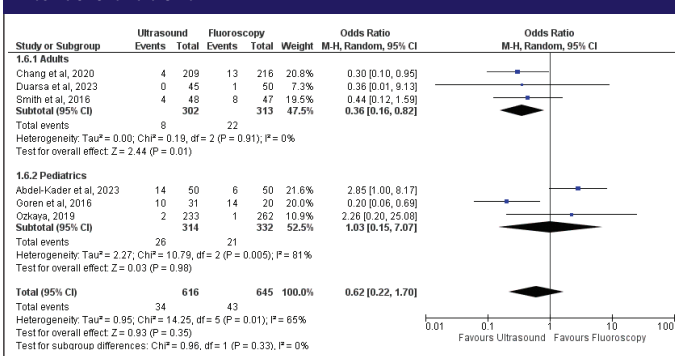 Ultrasound Fluoroscopy Odds Ratio Odds Ratio
Study or Subgroup Events Total Events Total Weight M-H, Random, 95% CI M-H, Random, 95% CI
1.6.1 Adults
Chang et al, 2020 4 209 13 216 20.8% 0.30 [0.10, 0.95]
Duarsa et al, 2023 0 45 1 50 7.3% 0.36 [0.01, 9.13]
Smith et al, 2016 4 48 8 47 19.5% 0.44 [0.12, 1.59]
Subtotal (95% CI) 302 313 47.5% 0.36 [0.16, 0.82]
Total events 8 22
Heterogeneity: Tau² = 0.00; Chi² = 0.19, df = 2 (P = 0.91); I² = 0%
Test for overall effect: Z = 2.44 (P = 0.01)
1.6.2 Pediatrics
Abdel-Kader et al, 2023 14 50 6 50 21.6% 2.85 [1.00, 8.17]
Goren et al, 2016 10 31 14 20 20.0% 0.20 [0.06, 0.69]
Ozkaya, 2019 2 233 1 262 10.9% 2.26 [0.20, 25.08]
Subtotal (95% CI) 314 332 52.5% 1.03 [0.15, 7.07]
Total events 26 21
Heterogeneity: Tau² = 2.27; Chi² = 10.79, df = 2 (P = 0.005); I² = 81%
Test for overall effect: Z = 0.03 (P = 0.98)
Total (95% CI) 616 645 100.0% 0.62 [0.22, 1.70]
Total events 34 43
Heterogeneity: Tau² = 0.95; Chi² = 14.25, df = 5 (P = 0.01); I² = 65%
Test for overall effect: Z = 0.93 (P = 0.35)
Test for subgroup differences: Chi² = 0.96, df = 1 (P = 0.33), I² = 0%
0.01 0.1 1 10 100
Favours Ultrasound Favours Fluoroscopy